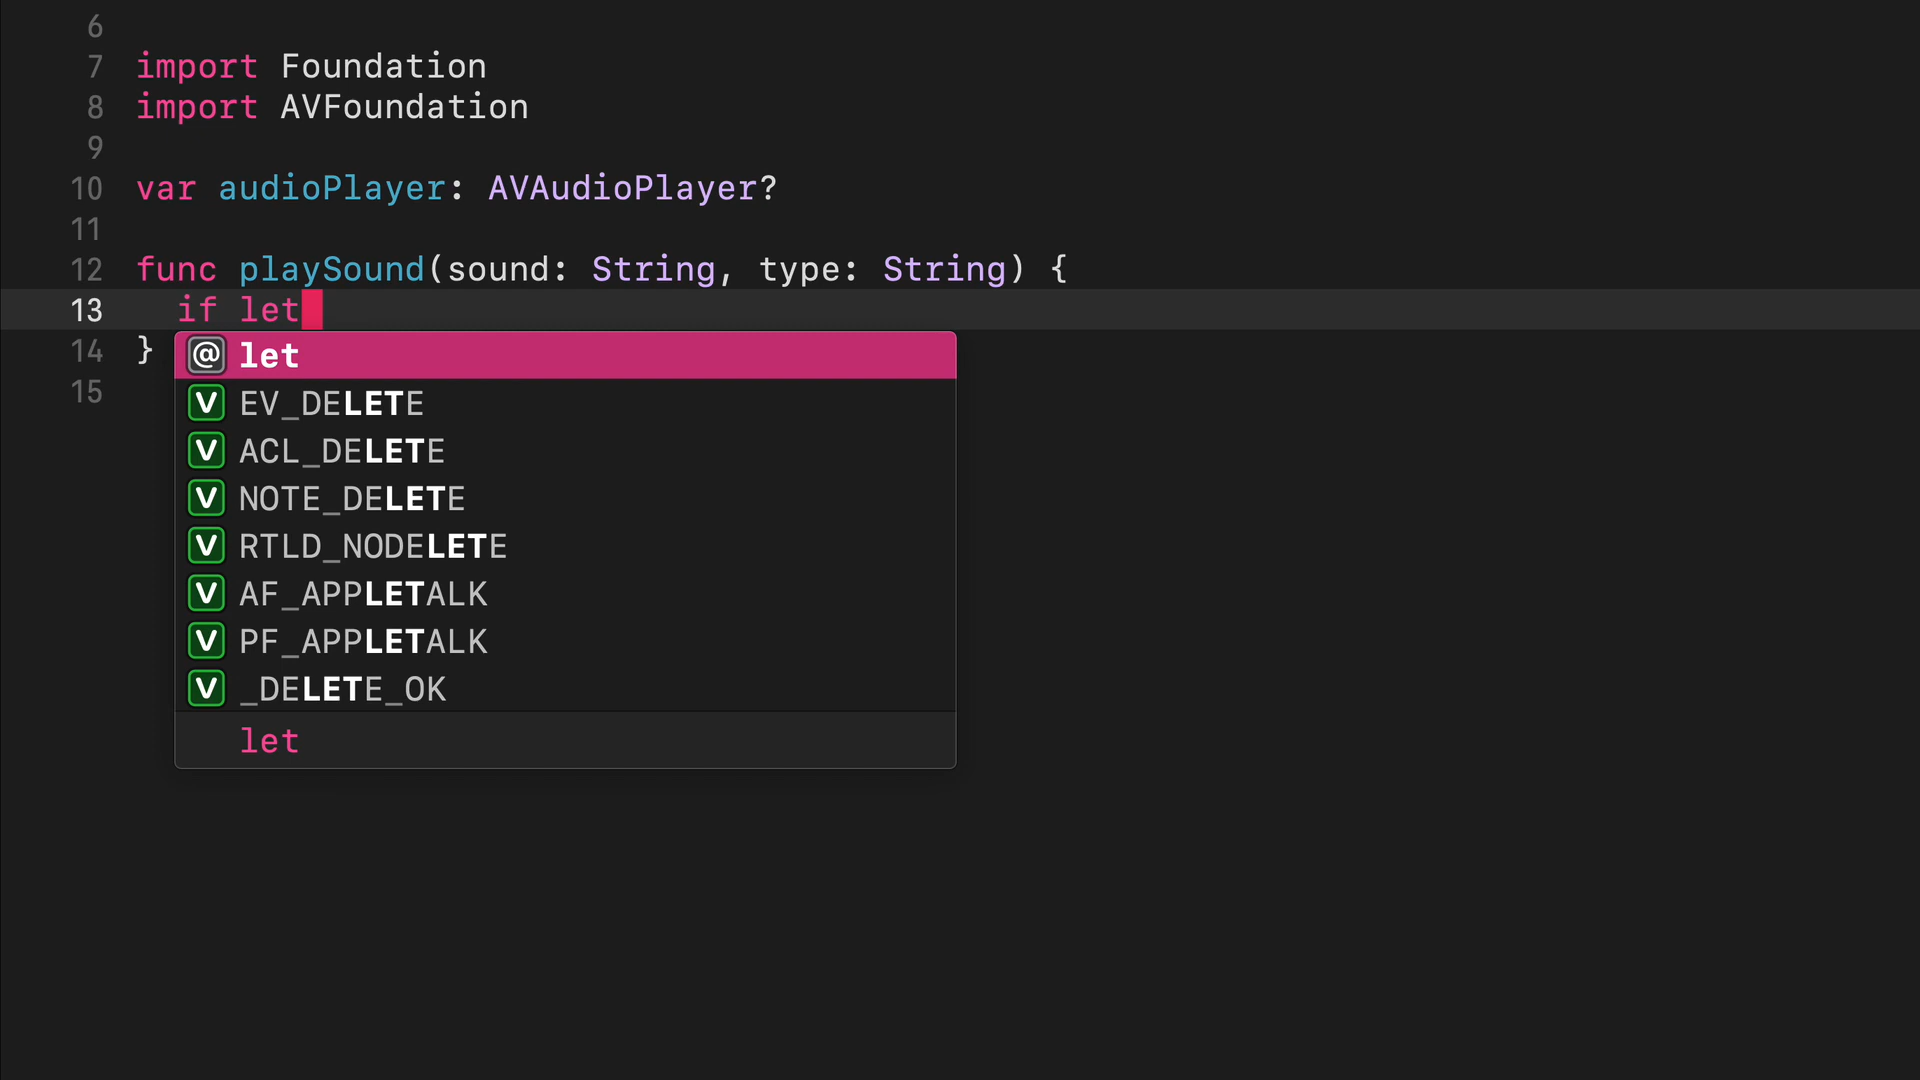 6
7 import Foundation
8 import AVFoundation
9
10 var audioPlayer: AVAudioPlayer?
11
12 func playSound(sound: String, type: String) {
13 if let
14 }
15
@ let
V EV_DELETE
V ACL_DELETE
V NOTE_DELETE
V RTLD_NODELETE
V AF_APPLETALK
V PF_APPLETALK
V _DELETE_OK
let